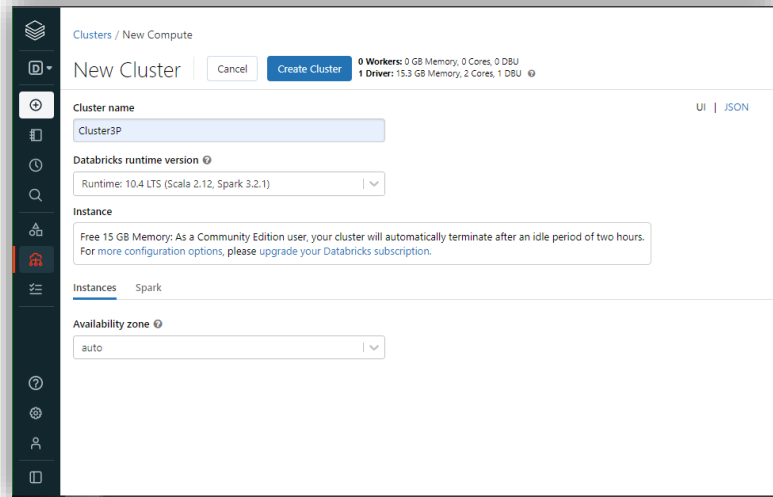 Clusters / New Compute
D
New Cluster
Cancel
Create Cluster
0 Workers: 0 GB Memory, 0 Cores, 0 DBU
1 Driver: 15.3 GB Memory, 2 Cores, 1 DBU ?
Cluster name
UI | JSON
Cluster3P
Databricks runtime version ?
Runtime: 10.4 LTS (Scala 2.12, Spark 3.2.1)
Instance
Free 15 GB Memory: As a Community Edition user, your cluster will automatically terminate after an idle period of two hours.
For more configuration options, please upgrade your Databricks subscription.
Instances Spark
Availability zone ?
auto